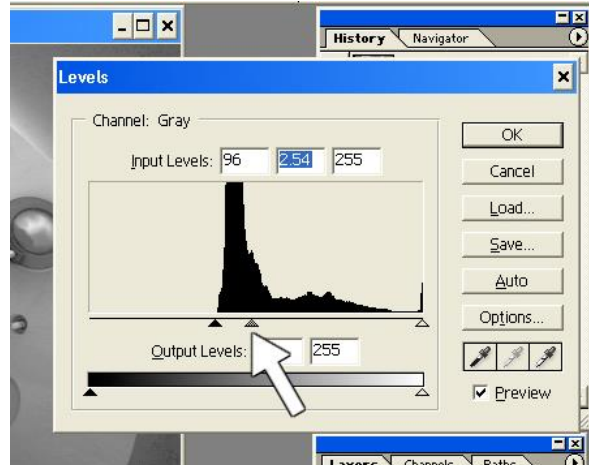 History Navigator
Levels
Channel: Gray
Input Levels: 96 2.54 255
OK
Cancel
Load...
Save...
Auto
Output Levels: 255
Options...
Preview
Layers Channels Paths